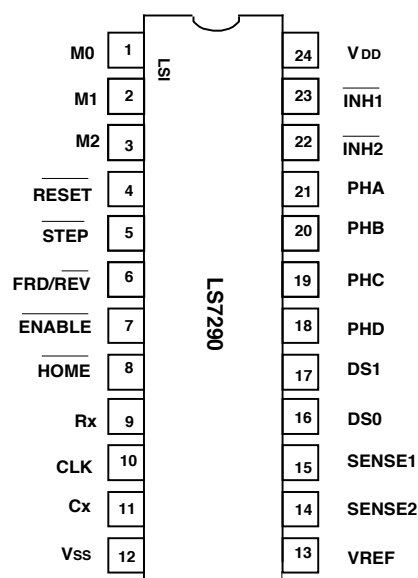 M0 1 24 VDD
LSI
M1 2 23 INH1
M2 3 22 INH2
RESET 4 21 PHA
STEP 5 20 PHB
FRD/REV 6 19 PHC
ENABLE 7 18 PHD
LS7290
HOME 8 17 DS1
Rx 9 16 DS0
CLK 10 15 SENSE1
Cx 11 14 SENSE2
Vss 12 13 VREF